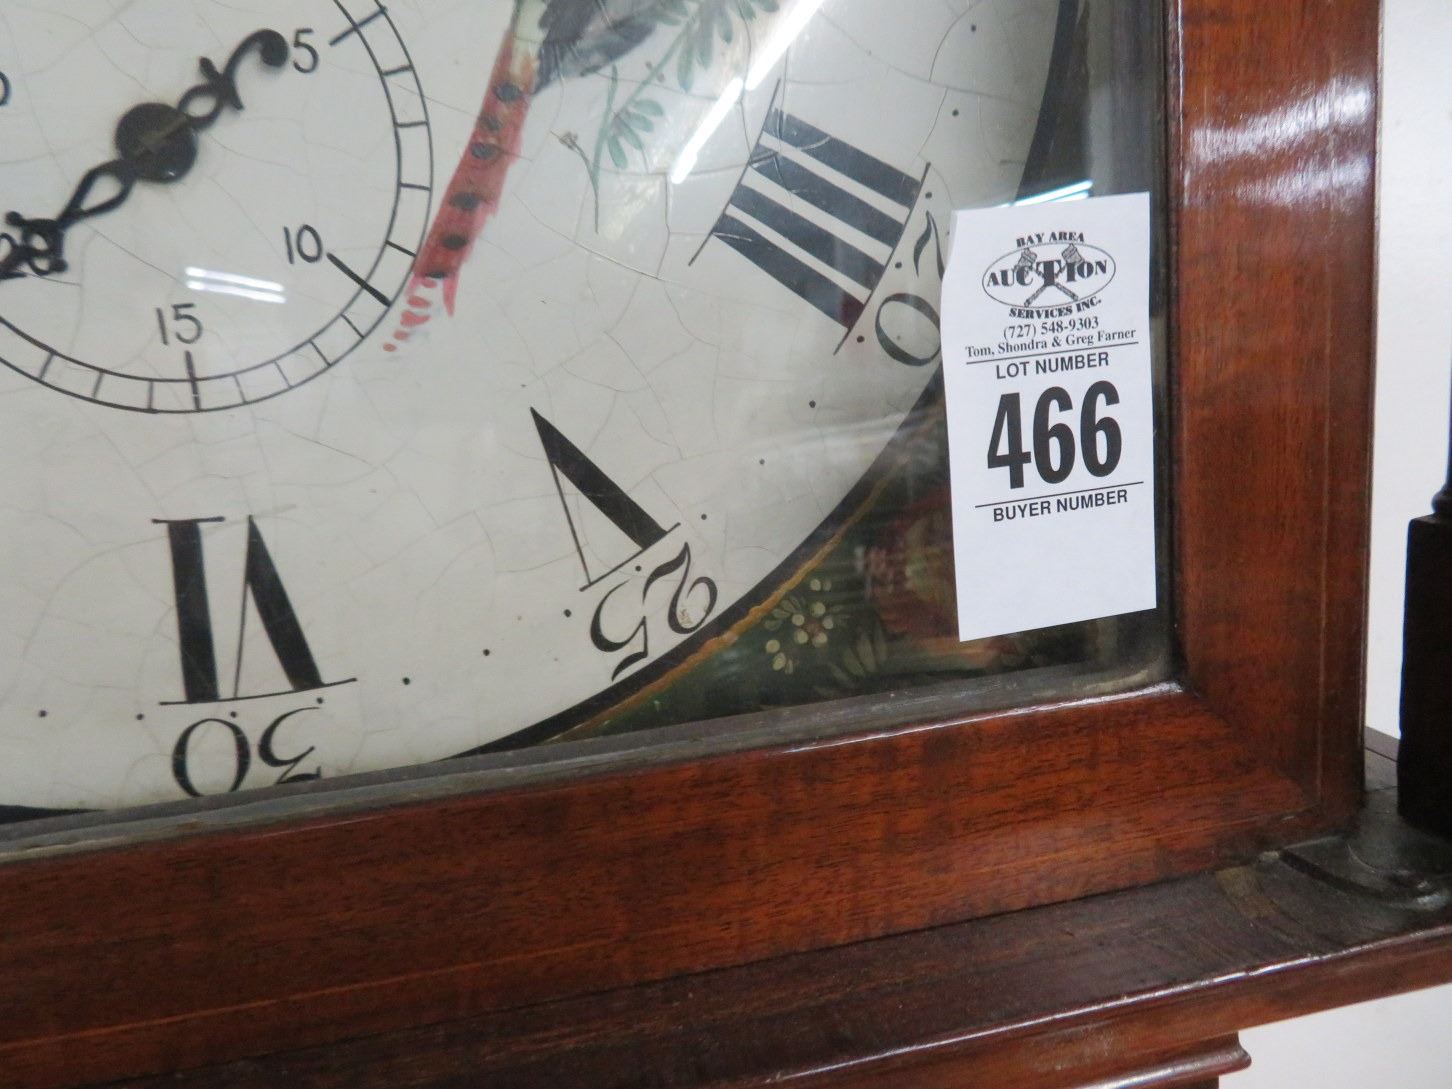 5
10
15
IIII
20
V
25
VI
30
BAY AREA
AUCTION
SERVICES INC.
(727) 548-9303
Tom, Shondra & Greg Farner
LOT NUMBER
466
BUYER NUMBER